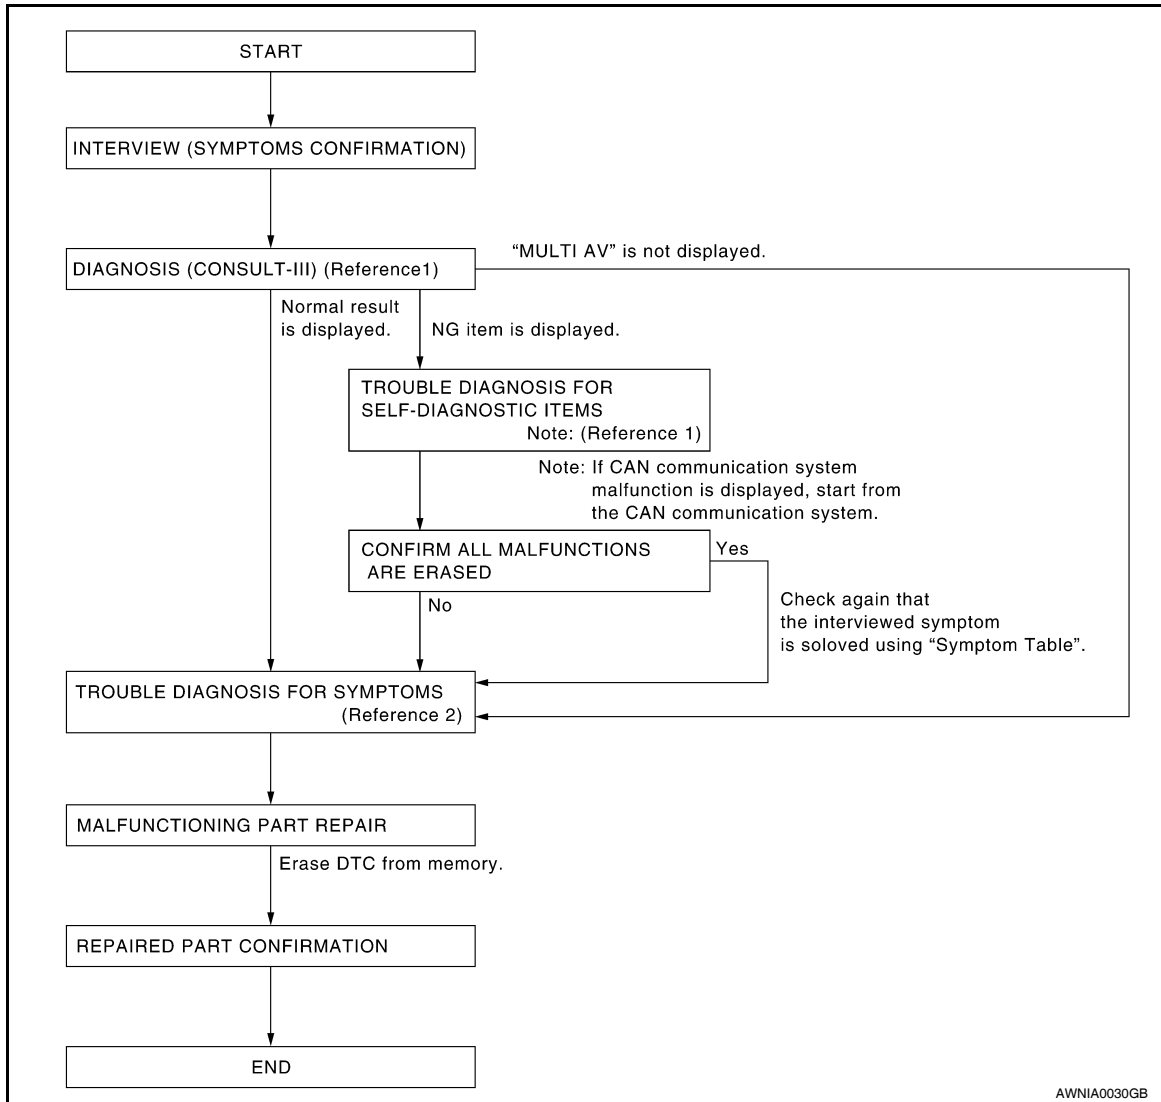 START
INTERVIEW (SYMPTOMS CONFIRMATION)
“MULTI AV” is not displayed.
DIAGNOSIS (CONSULT-III) (Reference1)
Normal result
is displayed.
NG item is displayed.
TROUBLE DIAGNOSIS FOR
SELF-DIAGNOSTIC ITEMS
Note: (Reference 1)
Note: If CAN communication system
malfunction is displayed, start from
the CAN communication system.
CONFIRM ALL MALFUNCTIONS
ARE ERASED
Yes
No
Check again that
the interviewed symptom
is soloved using “Symptom Table”.
TROUBLE DIAGNOSIS FOR SYMPTOMS
(Reference 2)
MALFUNCTIONING PART REPAIR
Erase DTC from memory.
REPAIRED PART CONFIRMATION
END
AWNIA0030GB